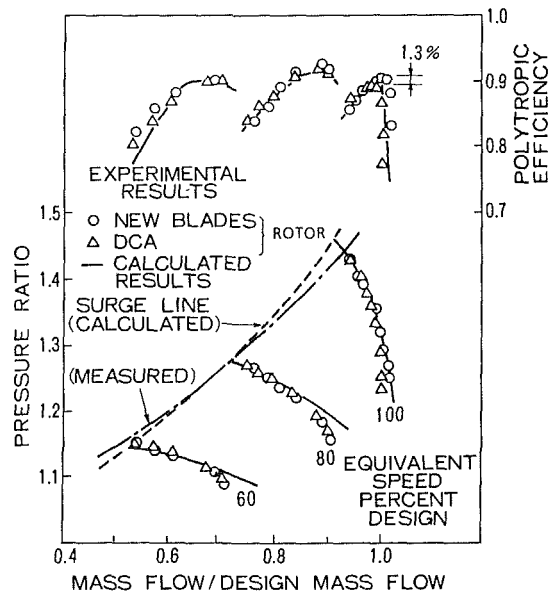 1.3%
1.0
0.9
0.8
0.7
POLYTROPIC
EFFICIENCY
EXPERIMENTAL
RESULTS
NEW BLADES
DCA
ROTOR
CALCULATED
RESULTS
SURGE LINE
(CALCULATED)
(MEASURED)
1.5
1.4
1.3
1.2
1.1
1.0
PRESSURE RATIO
100
80
60
EQUIVALENT
SPEED
PERCENT
DESIGN
0.4
0.6
0.8
1.0
MASS FLOW/DESIGN MASS FLOW